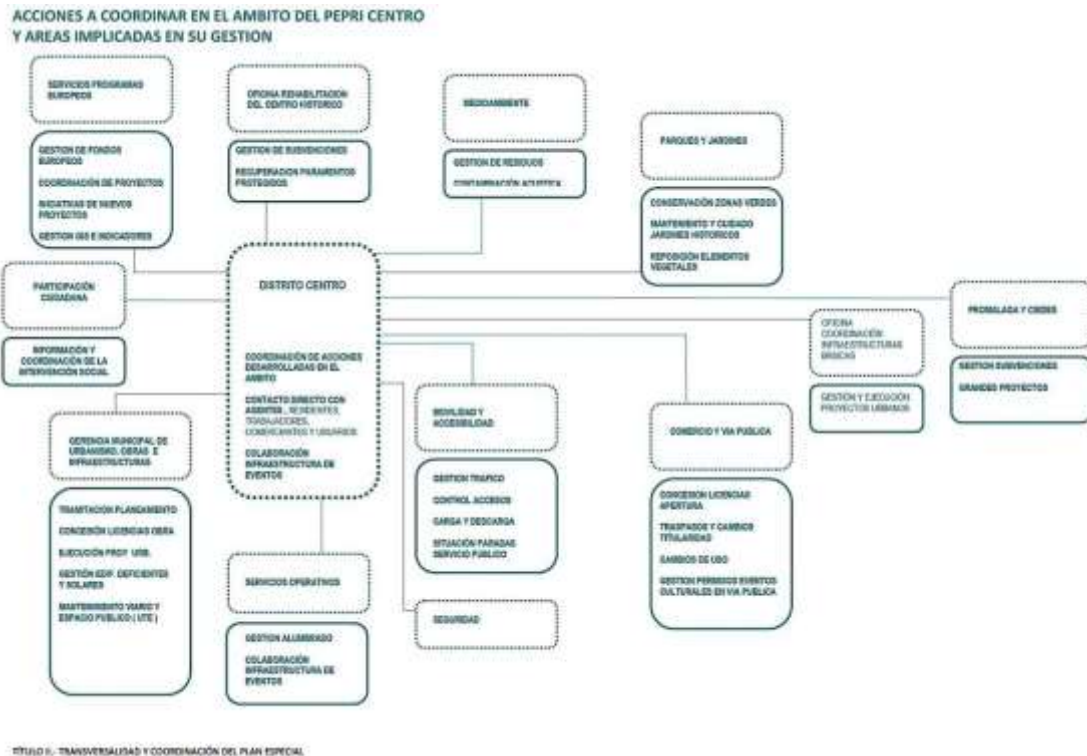 ACCIONES A COORDINAR EN EL AMBITO DEL PEPRI CENTRO
Y AREAS IMPLICADAS EN SU GESTION
SERVICIOS PROGRAMAS
EUROPEOS
GESTION DE FONDOS
EUROPEOS
COORDINACIÓN DE PROYECTOS
INICIATIVAS DE NUEVOS
PROYECTOS
GESTION GIS E INDICADORES
OFICINA REHABILITACION
DEL CENTRO HISTORICO
GESTION DE SUBVENCIONES
RECUPERACION PARAMENTOS
PROTEGIDOS
MEDIOAMBIENTE
GESTION DE RESIDUOS
CONTAMINACIÓN ACUSTICA
PARQUES Y JARDINES
CONSERVACIÓN ZONAS VERDES
MANTENIMIENTO Y CUIDADO
JARDINES HISTORICOS
REPOSICIÓN ELEMENTOS
VEGETALES
PARTICIPACIÓN
CIUDADANA
INFORMACIÓN Y
COORDINACIÓN DE LA
INTERVENCIÓN SOCIAL
DISTRITO CENTRO
COORDINACIÓN DE ACCIONES
DESARROLLADAS EN EL
AMBITO
CONTACTO DIRECTO CON
AGENTES, RESIDENTES,
TRABAJADORES,
COMERCIANTES Y USUARIOS
COLABORACIÓN
INFRAESTRUCTURA DE
EVENTOS
PROMALAGA Y CIEDES
GESTION SUBVENCIONES
GRANDES PROYECTOS
OFICINA
COORDINACIÓN
INFRAESTRUCTURAS
BÁSICAS
GESTIÓN Y EJECUCIÓN
PROYECTOS URBANOS
GERENCIA MUNICIPAL DE
URBANISMO, OBRAS E
INFRAESTRUCTURAS
TRAMITACION PLANEAMIENTO
CONCESIÓN LICENCIAS OBRA
EJECUCIÓN PROY URB.
GESTIÓN EDIF. DEFICIENTES
Y SOLARES
MANTENIMIENTO VIARIO Y
ESPACIO PUBLICO ( UTE )
MOVILIDAD Y
ACCESIBILIDAD
GESTION TRAFICO
CONTROL ACCESOS
CARGA Y DESCARGA
SITUACIÓN PARADAS
SERVICIO PUBLICO
COMERCIO Y VIA PUBLICA
CONCESIÓN LICENCIAS
APERTURA
TRASPASOS Y CAMBIOS
TITULARIDAD
CAMBIOS DE USO
GESTION PERMISOS EVENTOS
CULTURALES EN VIA PUBLICA
SERVICIOS OPERATIVOS
GESTION ALUMBRADO
COLABORACIÓN
INFRAESTRUCTURA DE
EVENTOS
SEGURIDAD
TÍTULO II.- TRANSVERSALIDAD Y COORDINACIÓN DEL PLAN ESPECIAL